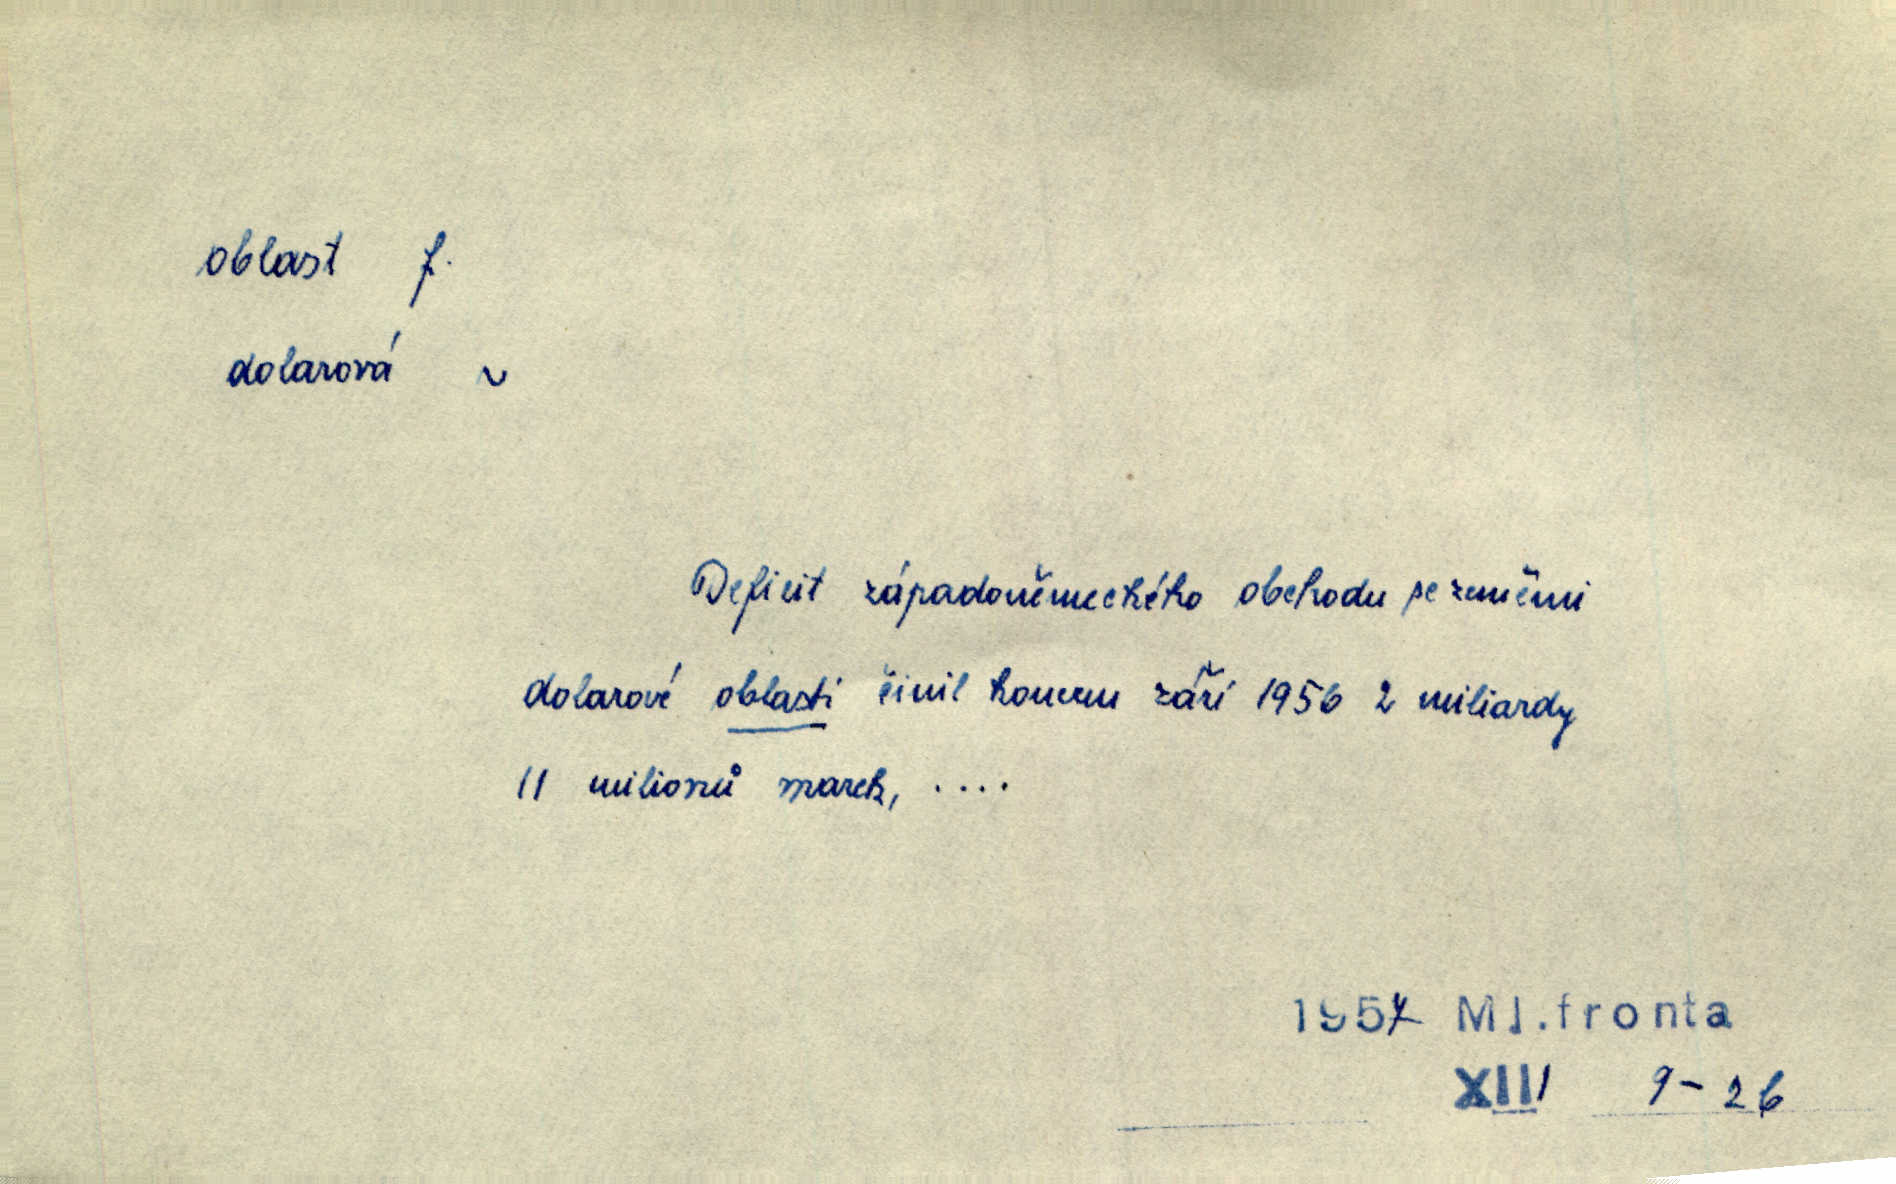 oblast f.
dolarová ~
Deficit západoněmeckého obchodu se zeměmi
dolarové oblasti činil koncem září 1956 2 miliardy
11 milionů marek, ....
1957 Ml.fronta
XIII 9-26